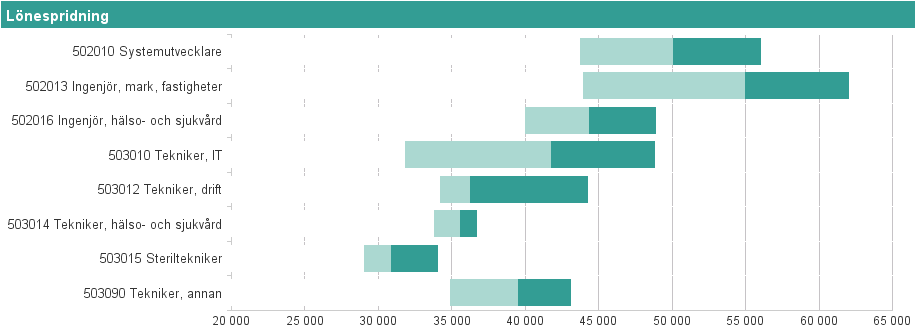 Lönespridning
502010 Systemutvecklare
502013 Ingenjör, mark, fastigheter
502016 Ingenjör, hälso- och sjukvård
503010 Tekniker, IT
503012 Tekniker, drift
503014 Tekniker, hälso- och sjukvård
503015 Steriltekniker
503090 Tekniker, annan
20 000 25 000 30 000 35 000 40 000 45 000 50 000 55 000 60 000 65 000